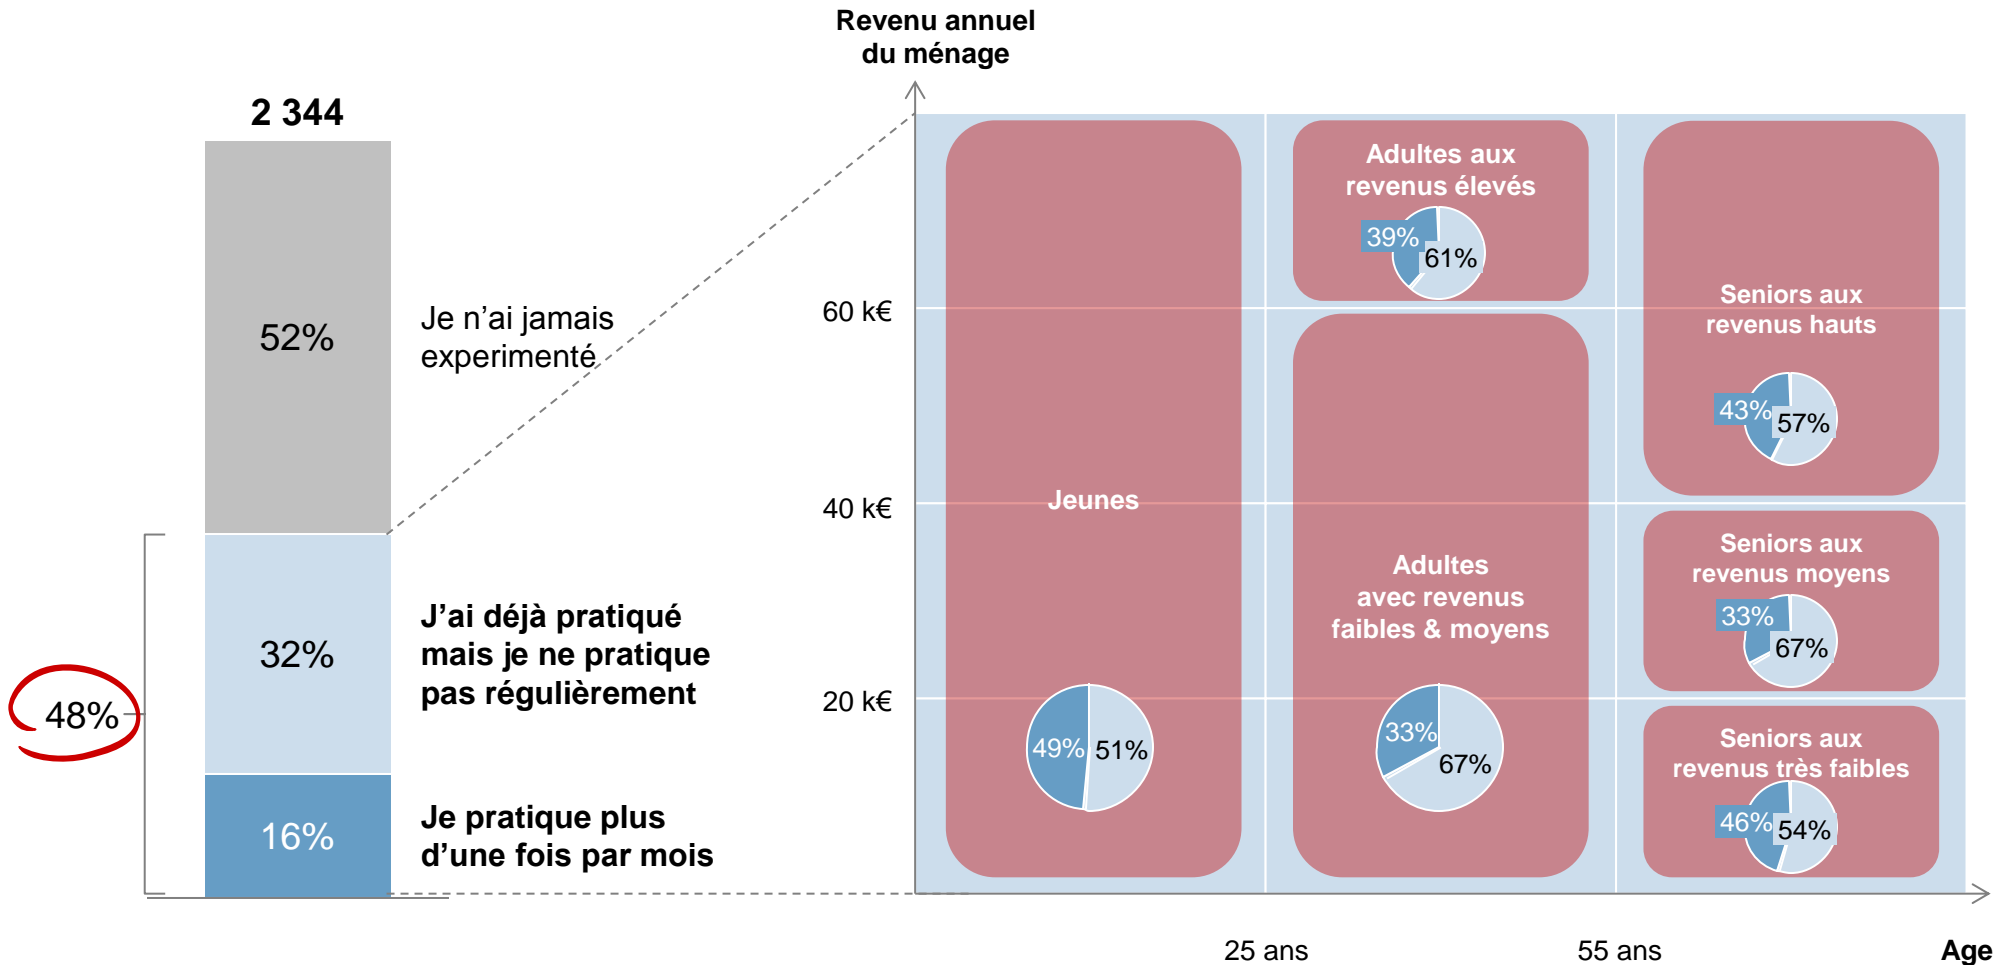 2 344
52%
32%
16%
48%
Je n’ai jamais
experimenté
J’ai déjà pratiqué
mais je ne pratique
pas régulièrement
Je pratique plus
d’une fois par mois
Revenu annuel
du ménage
60 k€
40 k€
20 k€
Jeunes
49%
51%
Adultes aux
revenus élevés
39%
61%
Adultes
avec revenus
faibles & moyens
33%
67%
Seniors aux
revenus hauts
43%
57%
Seniors aux
revenus moyens
33%
67%
Seniors aux
revenus très faibles
46%
54%
25 ans
55 ans
Age